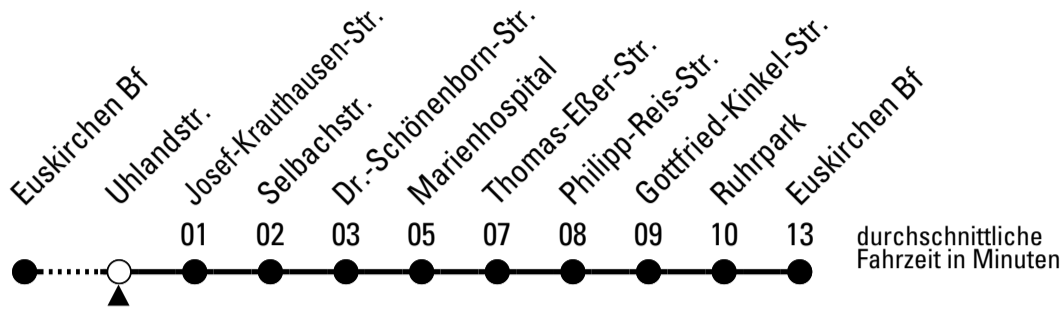 Euskirchen Bf
Uhlandstr.
Josef-Krauthausen-Str.
Selbachstr.
Dr.-Schönenborn-Str.
Marienhospital
Thomas-Eßer-Str.
Philipp-Reis-Str.
Gottfried-Kinkel-Str.
Ruhrpark
Euskirchen Bf
01 02 03 05 07 08 09 10 13
durchschnittliche
Fahrzeit in Minuten